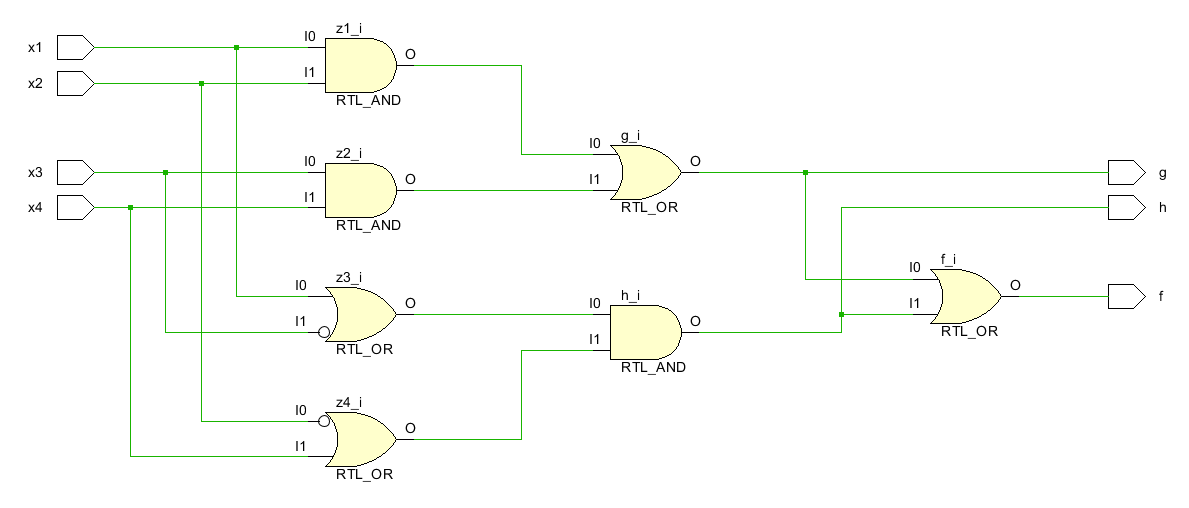 z1_i
x1 I0 O
x2 I1
RTL_AND
z2_i
x3 I0 O
x4 I1
RTL_AND
g_i
I0 O g
I1
RTL_OR
h
z3_i
I0 O
I1
RTL_OR
h_i
I0 O
I1
RTL_AND
f_i
I0 O f
I1
RTL_OR
z4_i
I0 O
I1
RTL_OR